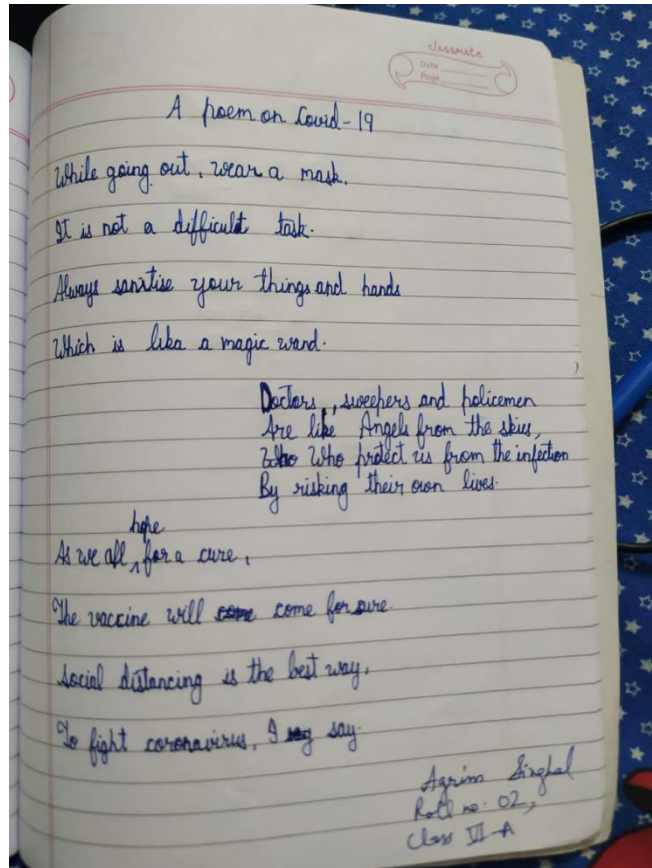 classmate
Date
Page
A poem on Covid-19
While going out, wear a mask.
It is not a difficult task.
Always sanitise your things and hands
Which is like a magic wand.
Doctors, sweepers and policemen
Are like Angels from the skies,
Who protect us from the infection
By risking their own lives.
As we all hope for a cure,
The vaccine will come for sure.
Social distancing is the best way,
To fight coronavirus, I say.
Agrim Singhal
Roll no. 02,
Class VI-A